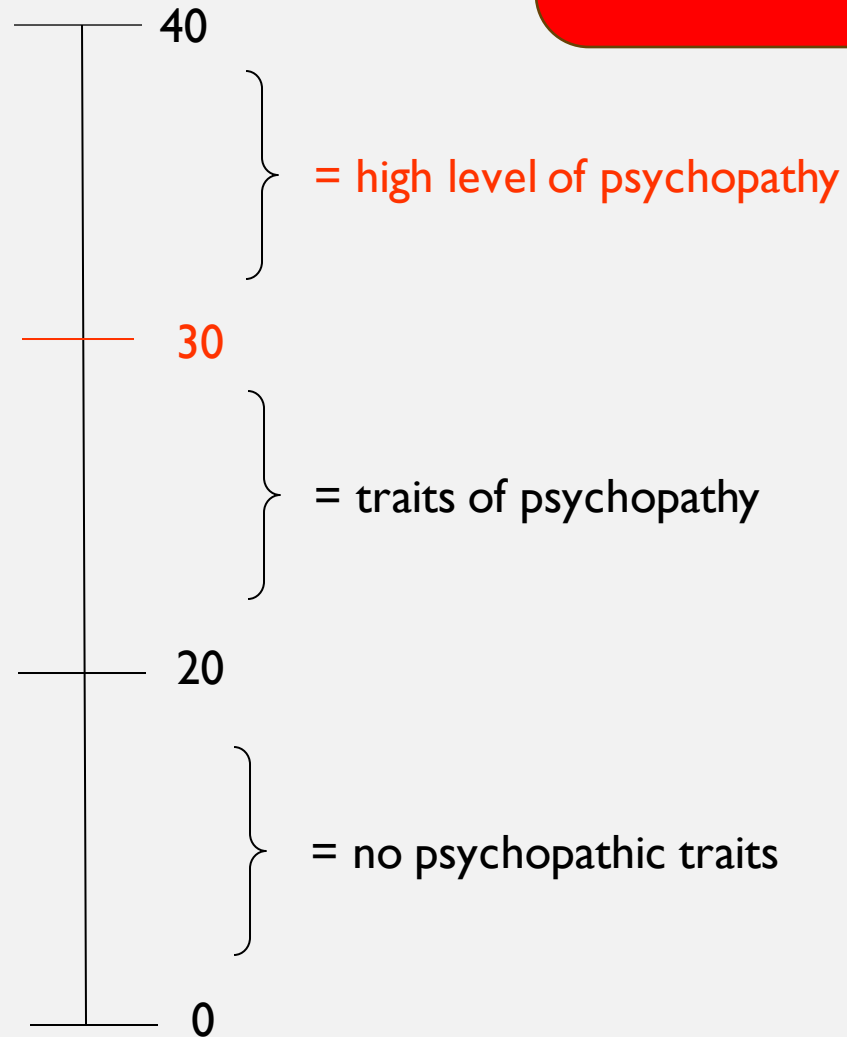 40
= high level of psychopathy
30
= traits of psychopathy
20
= no psychopathic traits
0